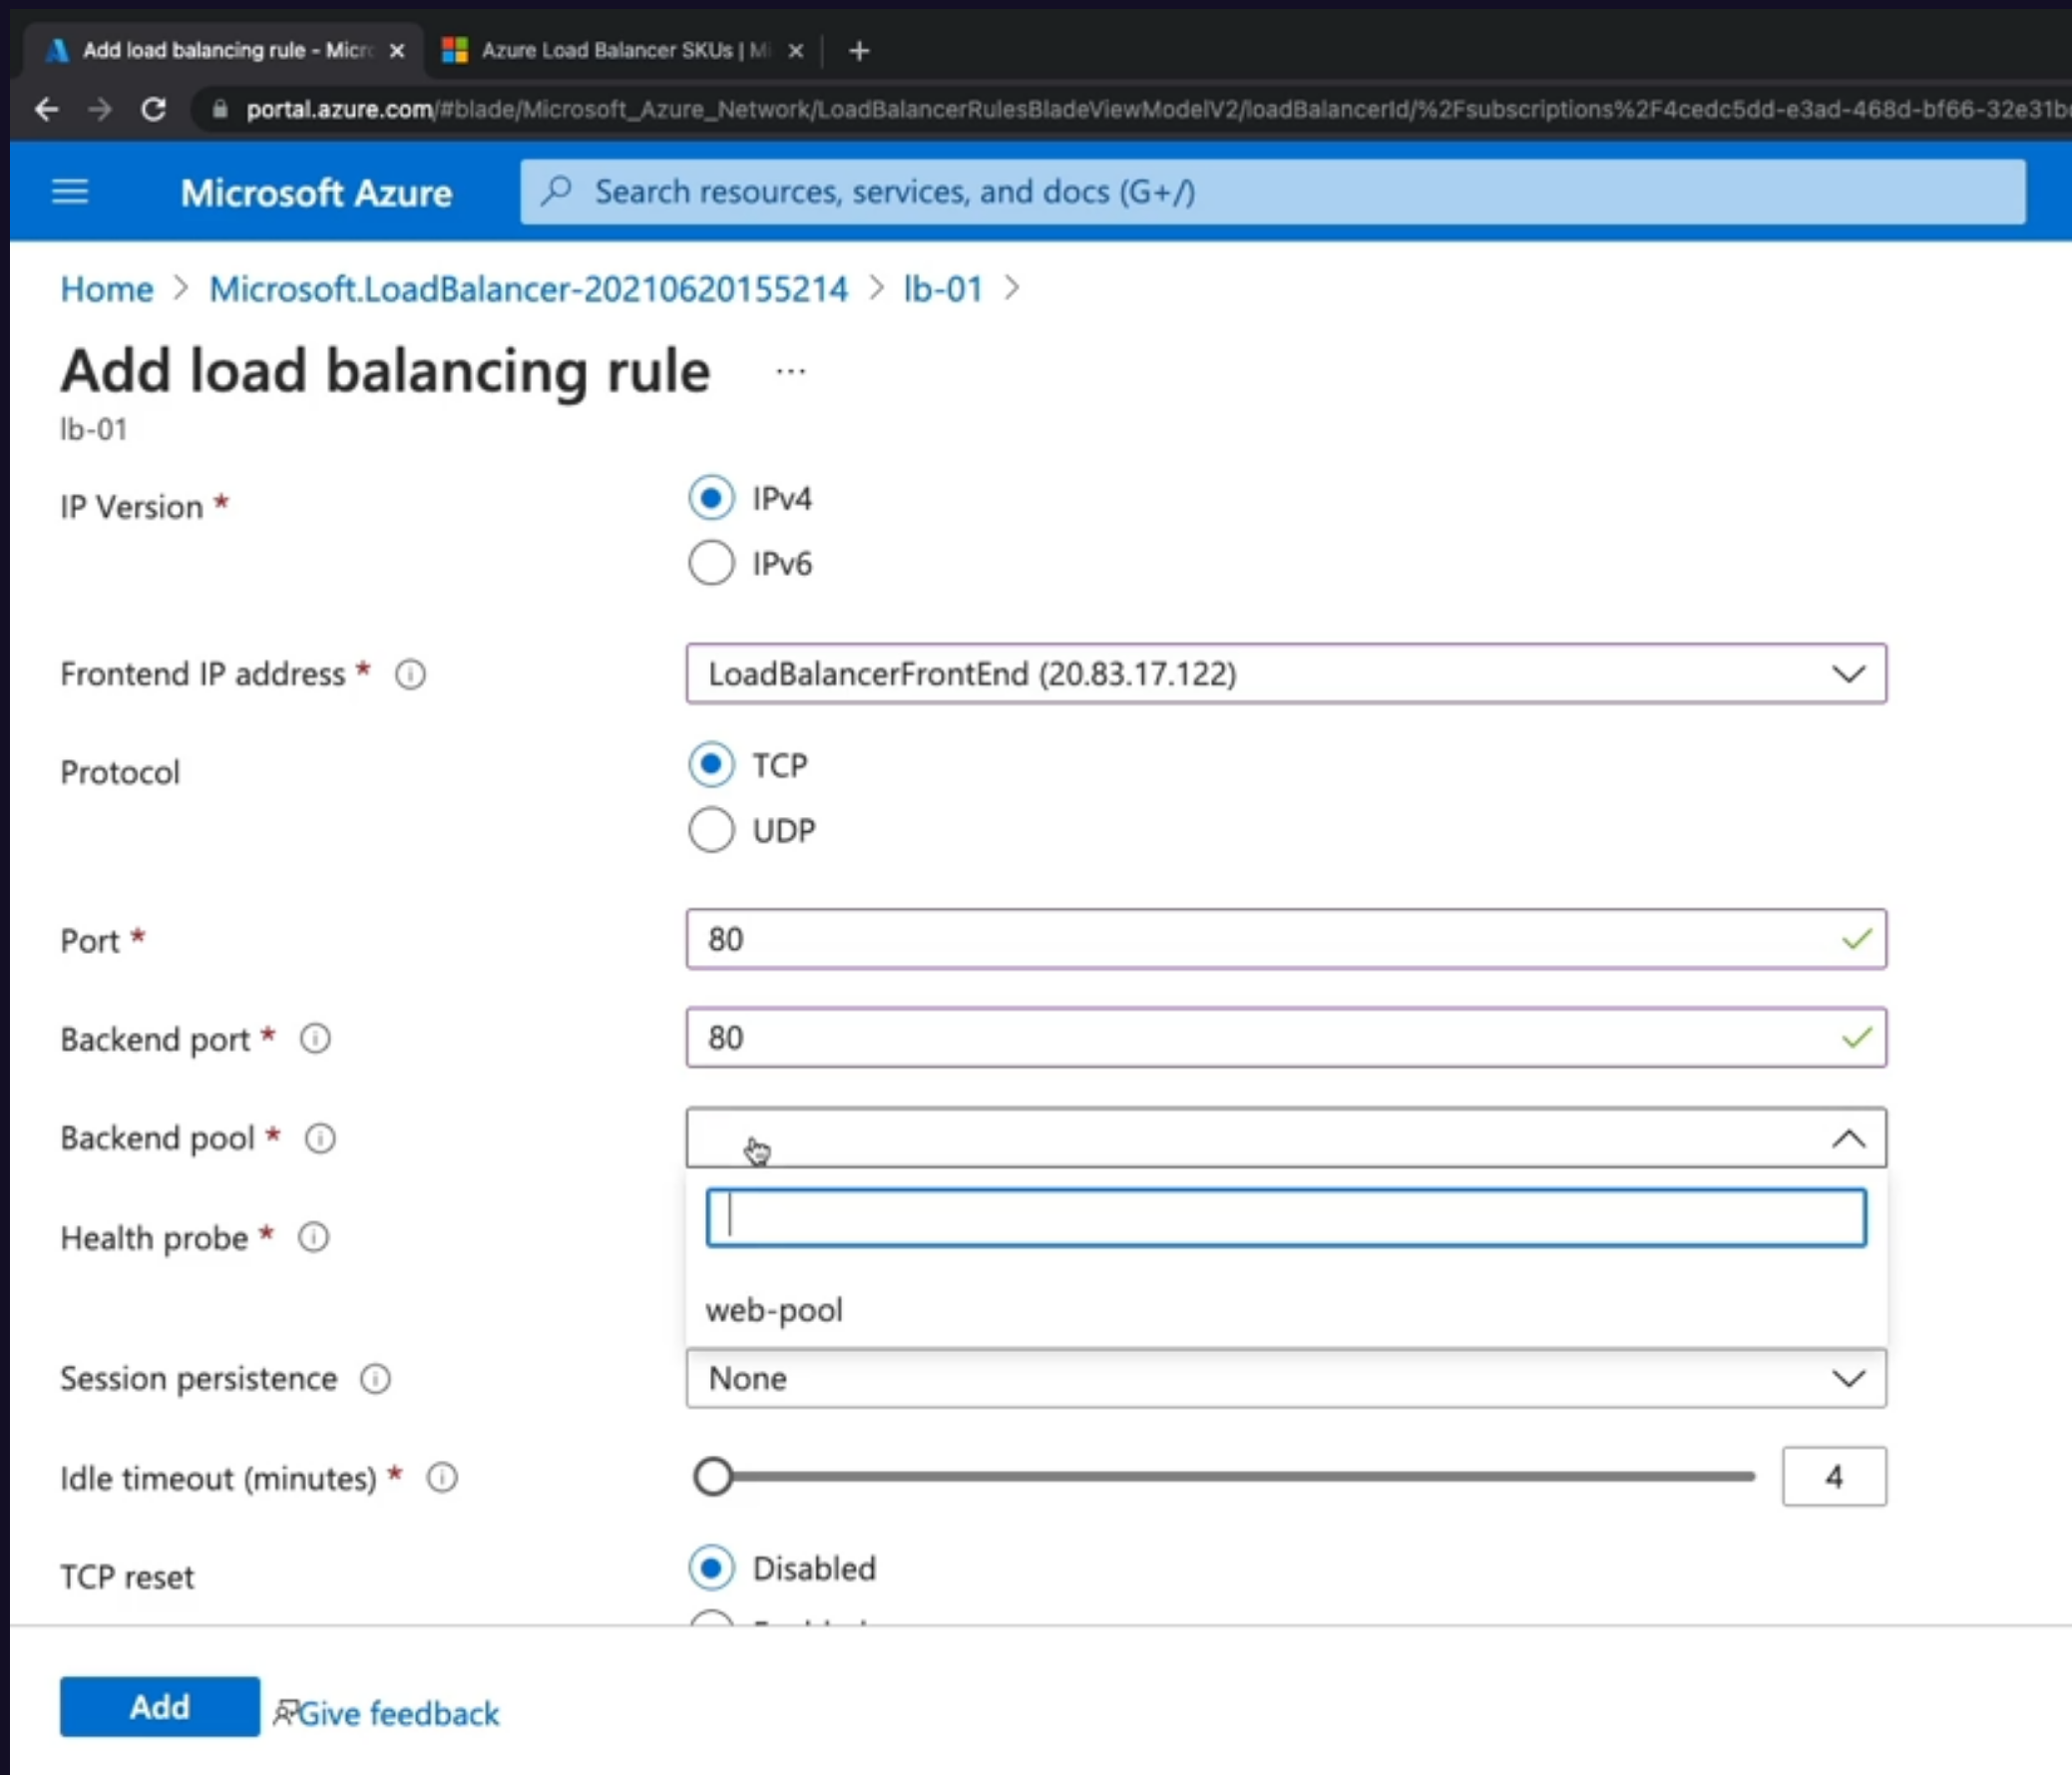 Add load balancing rule - Micr
Azure Load Balancer SKUs | Mi
portal.azure.com/#blade/Microsoft_Azure_Network/LoadBalancerRulesBladeViewModelV2/loadBalancerId/%2Fsubscriptions%2F4cedc5dd-e3ad-468d-bf66-32e31b
Microsoft Azure
Search resources, services, and docs (G+/)
Home > Microsoft.LoadBalancer-20210620155214 > lb-01 >
Add load balancing rule ...
lb-01
IP Version *
IPv4
IPv6
Frontend IP address *
LoadBalancerFrontEnd (20.83.17.122)
Protocol
TCP
UDP
Port *
80
Backend port *
80
Backend pool *
Health probe *
web-pool
Session persistence
None
Idle timeout (minutes) *
4
TCP reset
Disabled
Add
Give feedback